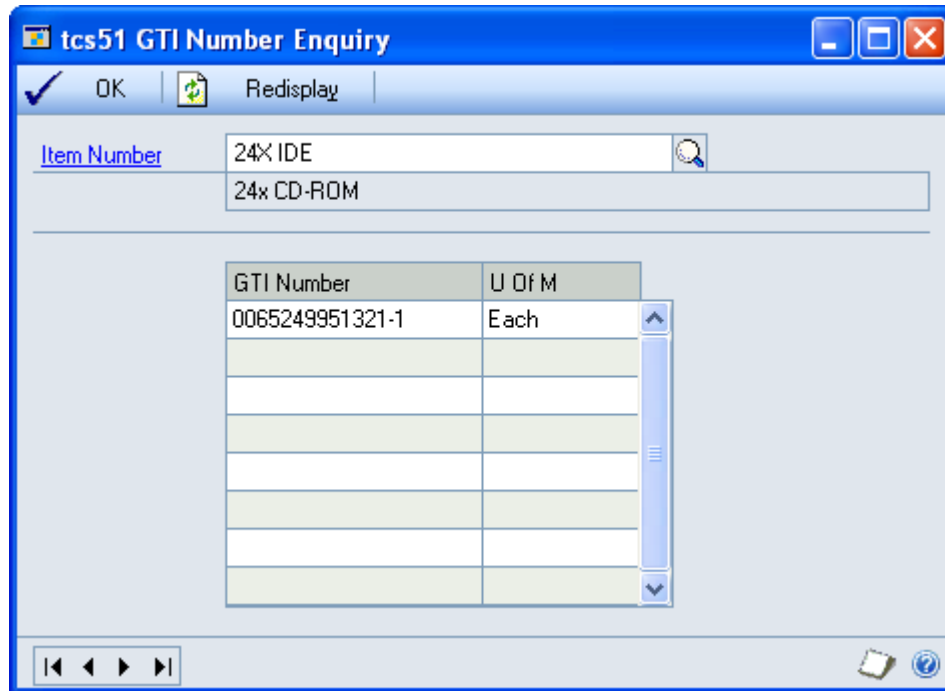 tcs51 GTI Number Enquiry
OK Redisplay
Item Number 24X IDE
24x CD-ROM
GTI Number U Of M
0065249951321-1 Each